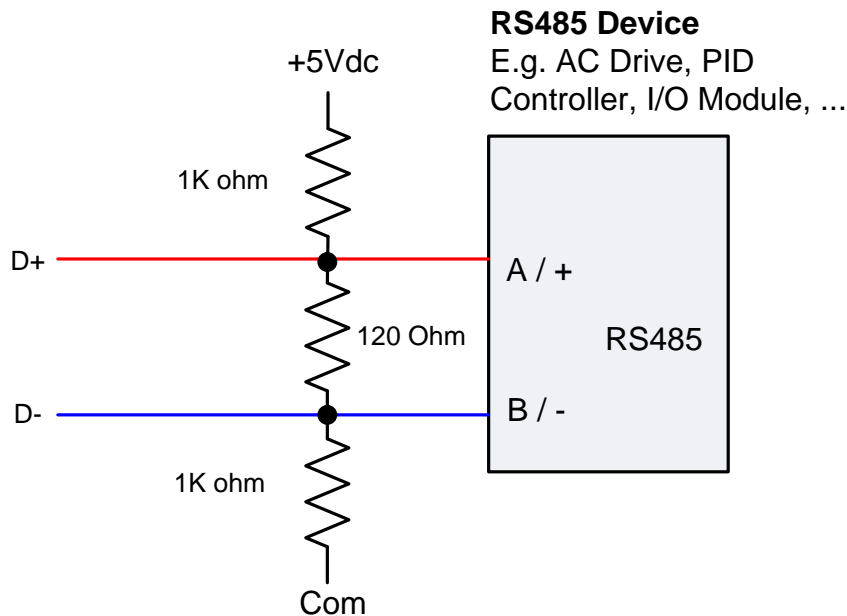 RS485 Device
E.g. AC Drive, PID
Controller, I/O Module, ...
+5Vdc
1K ohm
D+
A / +
120 Ohm
RS485
D-
B / -
1K ohm
Com